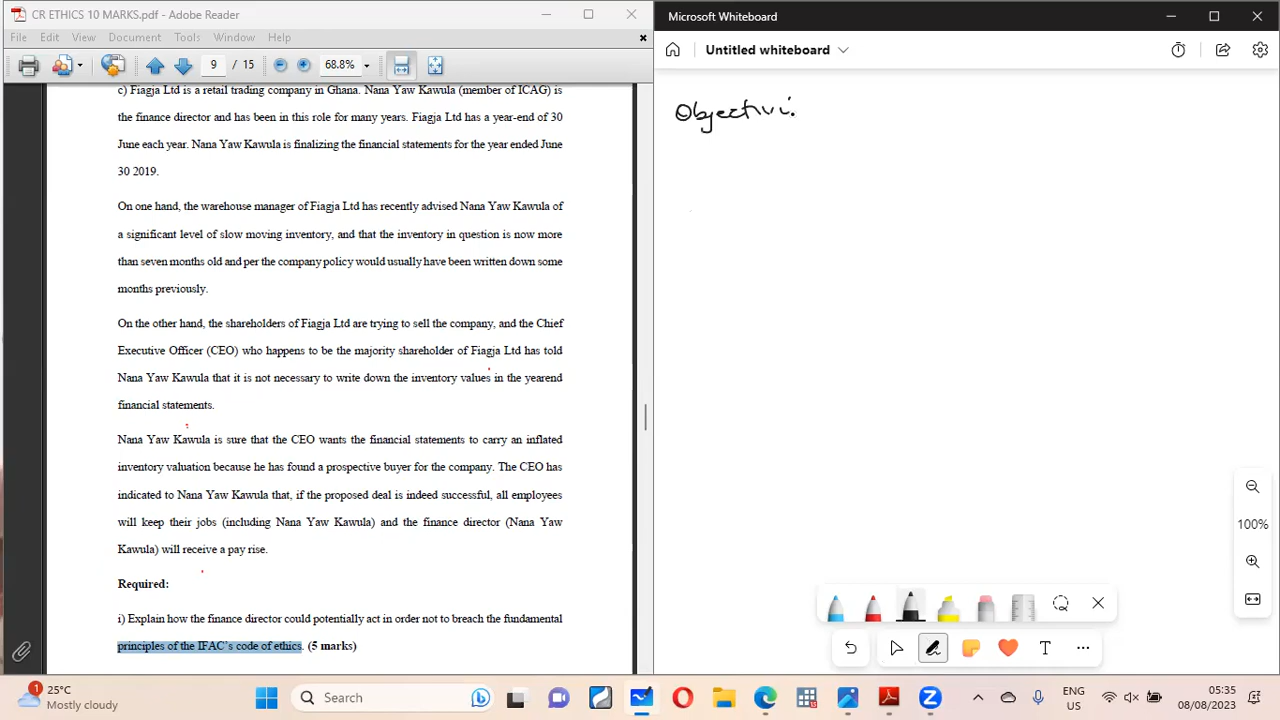 CR ETHICS 10 MARKS.pdf - Adobe Reader
File Edit View Document Tools Window Help
9 / 15 68.8%
c) Fiagja Ltd is a retail trading company in Ghana. Nana Yaw Kawula (member of ICAG) is
the finance director and has been in this role for many years. Fiagja Ltd has a year-end of 30
June each year. Nana Yaw Kawula is finalizing the financial statements for the year ended June
30 2019.
On one hand, the warehouse manager of Fiagja Ltd has recently advised Nana Yaw Kawula of
a significant level of slow moving inventory, and that the inventory in question is now more
than seven months old and per the company policy would usually have been written down some
months previously.
On the other hand, the shareholders of Fiagja Ltd are trying to sell the company, and the Chief
Executive Officer (CEO) who happens to be the majority shareholder of Fiagja Ltd has told
Nana Yaw Kawula that it is not necessary to write down the inventory values in the yearend
financial statements.
Nana Yaw Kawula is sure that the CEO wants the financial statements to carry an inflated
inventory valuation because he has found a prospective buyer for the company. The CEO has
indicated to Nana Yaw Kawula that, if the proposed deal is indeed successful, all employees
will keep their jobs (including Nana Yaw Kawula) and the finance director (Nana Yaw
Kawula) will receive a pay rise.
Required:
i) Explain how the finance director could potentially act in order not to breach the fundamental
principles of the IFAC's code of ethics. (5 marks)
Microsoft Whiteboard
Untitled whiteboard
Objectivi
100%
1
25°C
Mostly cloudy
Search
ENG
US
05:35
08/08/2023